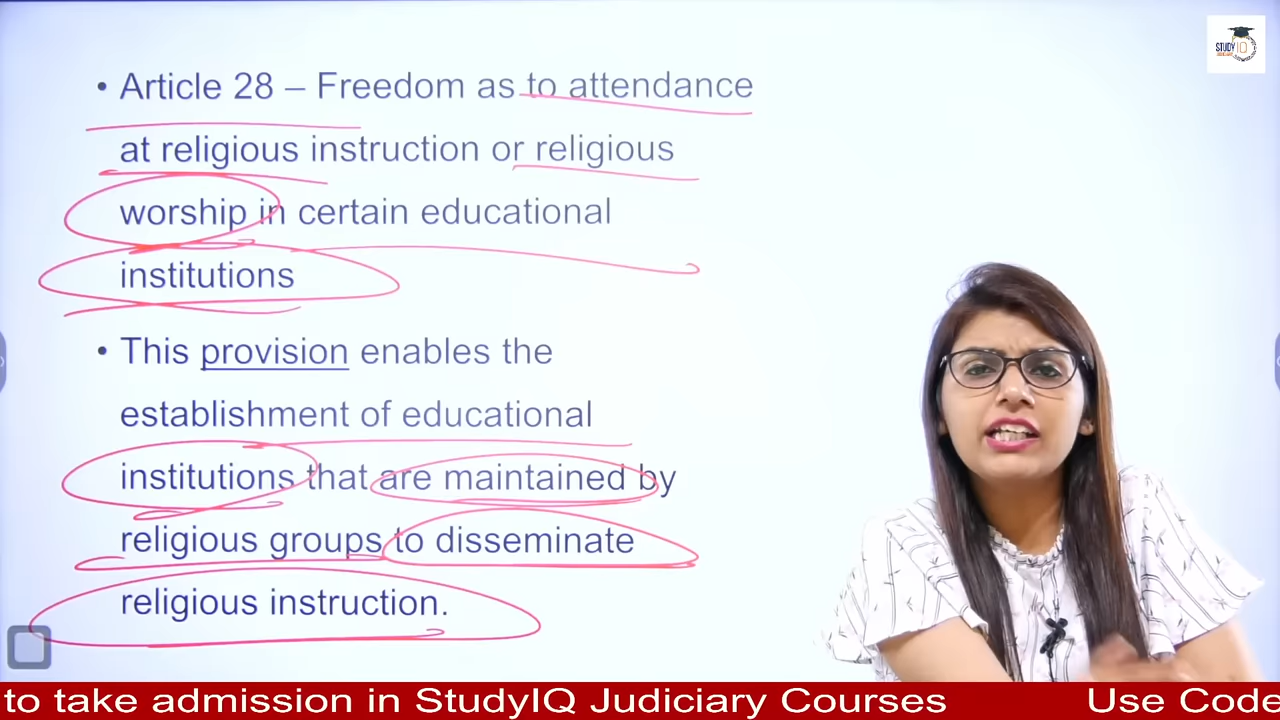 STUDY IQ
• Article 28 – Freedom as to attendance
at religious instruction or religious
worship in certain educational
institutions
• This provision enables the
establishment of educational
institutions that are maintained by
religious groups to disseminate
religious instruction.
to take admission in StudyIQ Judiciary Courses Use Code